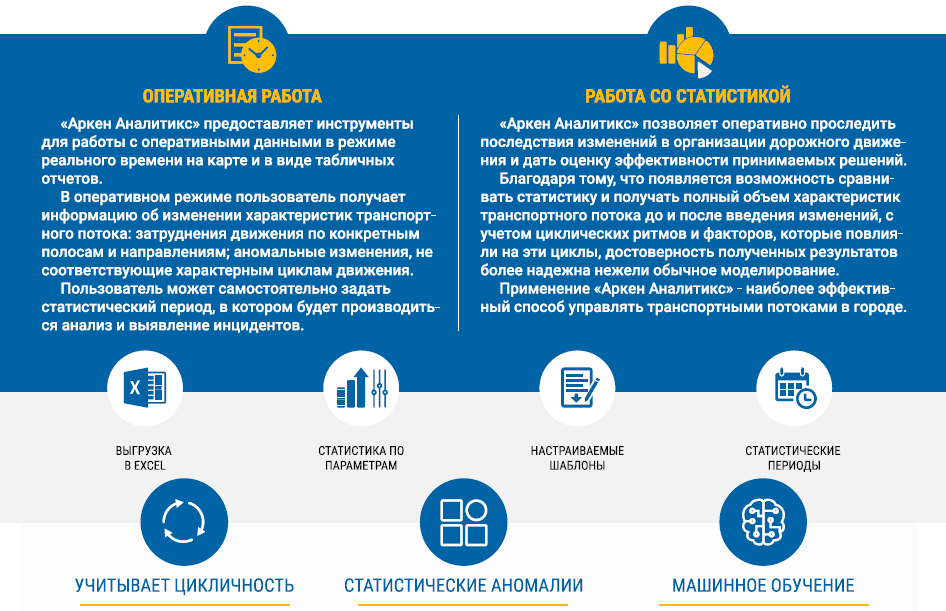 ОПЕРАТИВНАЯ РАБОТА
«Аркен Аналитикс» предоставляет инструменты
для работы с оперативными данными в режиме
реального времени на карте и в виде табличных
отчетов.
В оперативном режиме пользователь получает
информацию об изменении характеристик транспорт-
ного потока: затруднения движения по конкретным
полосам и направлениям; аномальные изменения, не
соответствующие характерным циклам движения.
Пользователь может самостоятельно задать
статистический период, в котором будет производить-
ся анализ и выявление инцидентов.
РАБОТА СО СТАТИСТИКОЙ
«Аркен Аналитикс» позволяет оперативно проследить
последствия изменений в организации дорожного движе-
ния и дать оценку эффективности принимаемых решений.
Благодаря тому, что появляется возможность сравни-
вать статистику и получать полный объем характеристик
транспортного потока до и после введения изменений, с
учетом циклических ритмов и факторов, которые повлия-
ли на эти циклы, достоверность полученных результатов
более надежна нежели обычное моделирование.
Применение «Аркен Аналитикс» - наиболее эффектив-
ный способ управлять транспортными потоками в городе.
X
ВЫГРУЗКА
В EXCEL
СТАТИСТИКА ПО
ПАРАМЕТРАМ
НАСТРАИВАЕМЫЕ
ШАБЛОНЫ
СТАТИСТИЧЕСКИЕ
ПЕРИОДЫ
УЧИТЫВАЕТ ЦИКЛИЧНОСТЬ
СТАТИСТИЧЕСКИЕ АНОМАЛИИ
МАШИННОЕ ОБУЧЕНИЕ